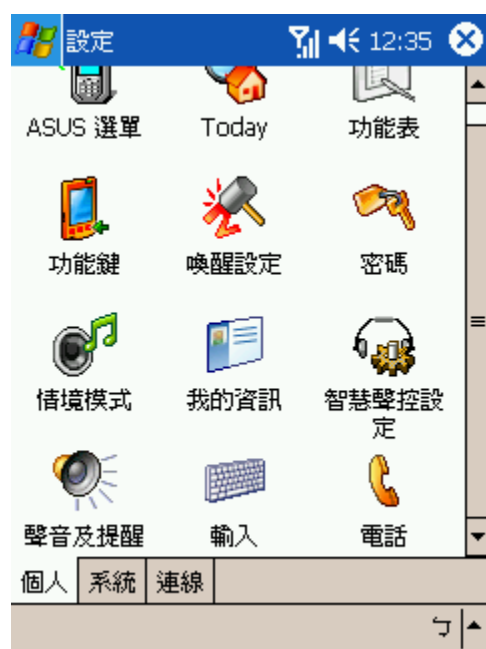 設定 12:35
ASUS 選單 Today 功能表
功能鍵 喚醒設定 密碼
情境模式 我的資訊 智慧聲控設
定
聲音及提醒 輸入 電話
個人 系統 連線
ㄅ